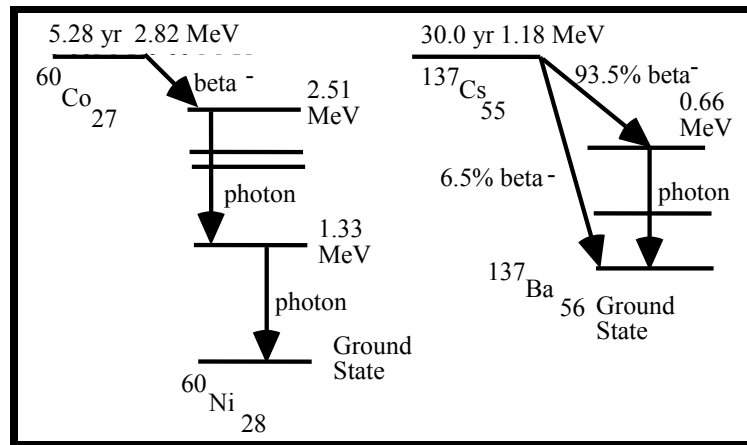 5.28 yr 2.82 MeV
60
Co
27
beta -
2.51
MeV
photon
1.33
MeV
photon
Ground
State
60
Ni
28
30.0 yr 1.18 MeV
137
Cs
55
93.5% beta-
0.66
MeV
6.5% beta -
photon
137
Ba
56
Ground
State